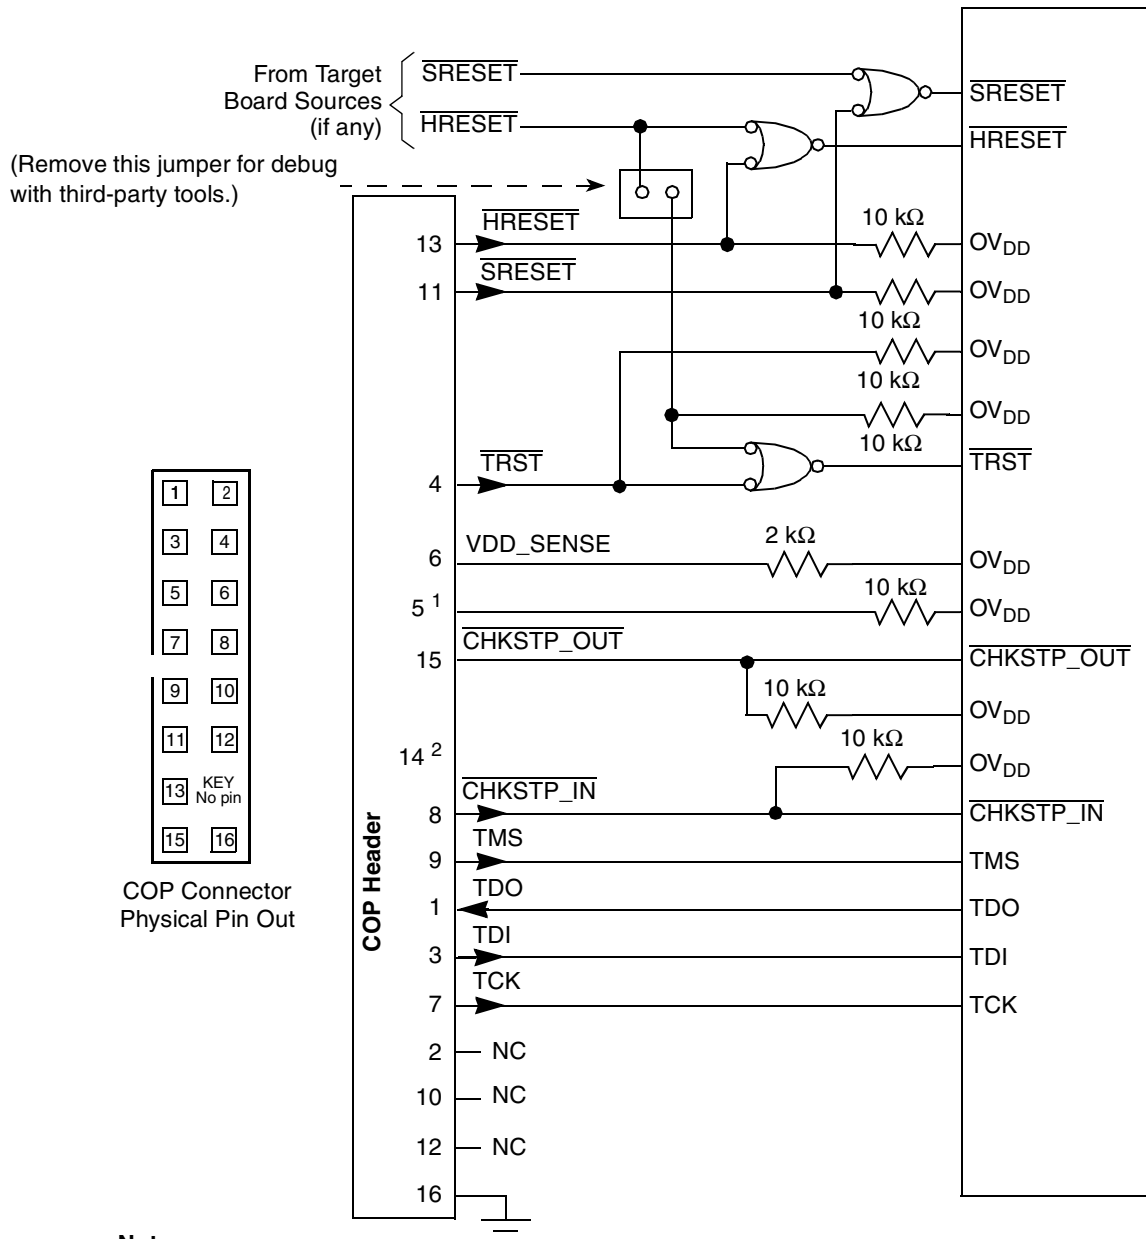 From Target
Board Sources
(if any)
SRESET
HRESET
SRESET
HRESET
(Remove this jumper for debug
with third-party tools.)
13
HRESET
10 kΩ
OVDD
11
SRESET
OVDD
10 kΩ
OVDD
10 kΩ
OVDD
10 kΩ
4
TRST
TRST
6
VDD_SENSE
2 kΩ
OVDD
5 1
10 kΩ
OVDD
15
CHKSTP_OUT
CHKSTP_OUT
10 kΩ
OVDD
14 2
10 kΩ
OVDD
8
CHKSTP_IN
CHKSTP_IN
9
TMS
TMS
1
TDO
TDO
3
TDI
TDI
7
TCK
TCK
2
NC
10
NC
12
NC
16
COP Header
1 2
3 4
5 6
7 8
9 10
11 12
13 KEY
No pin
15 16
COP Connector
Physical Pin Out